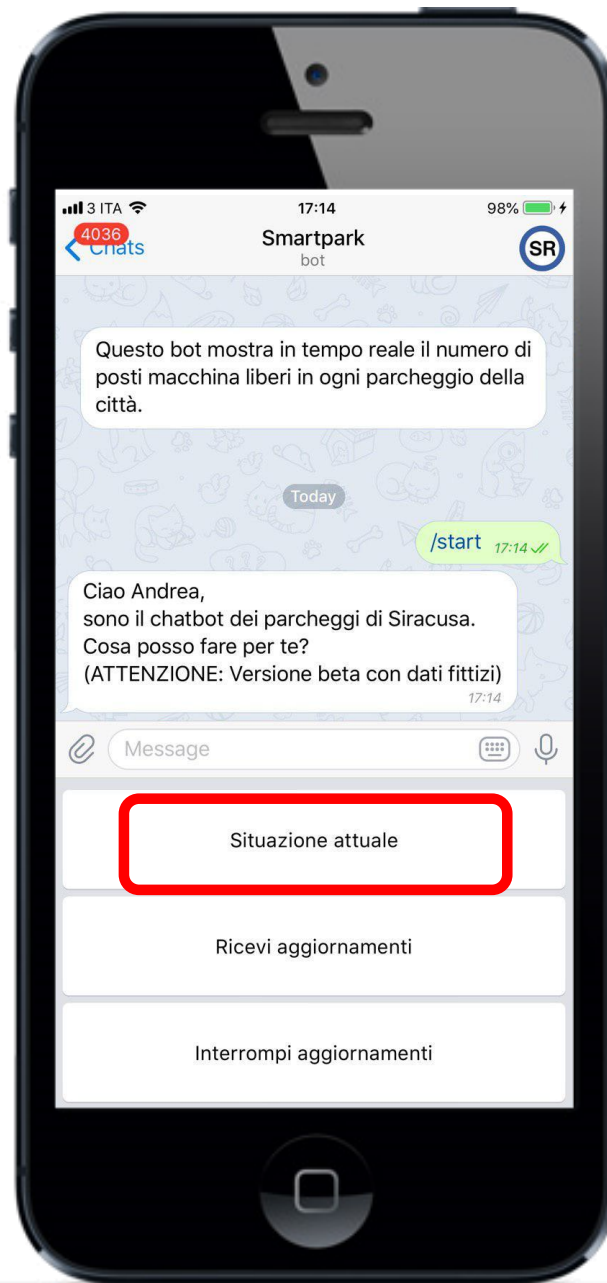 3 ITA 17:14 98%
4036
Chats Smartpark SR
bot
Questo bot mostra in tempo reale il numero di
posti macchina liberi in ogni parcheggio della
città.
Today
/start 17:14
Ciao Andrea,
sono il chatbot dei parcheggi di Siracusa.
Cosa posso fare per te?
(ATTENZIONE: Versione beta con dati fittizi)
17:14
Message
Situazione attuale
Ricevi aggiornamenti
Interrompi aggiornamenti